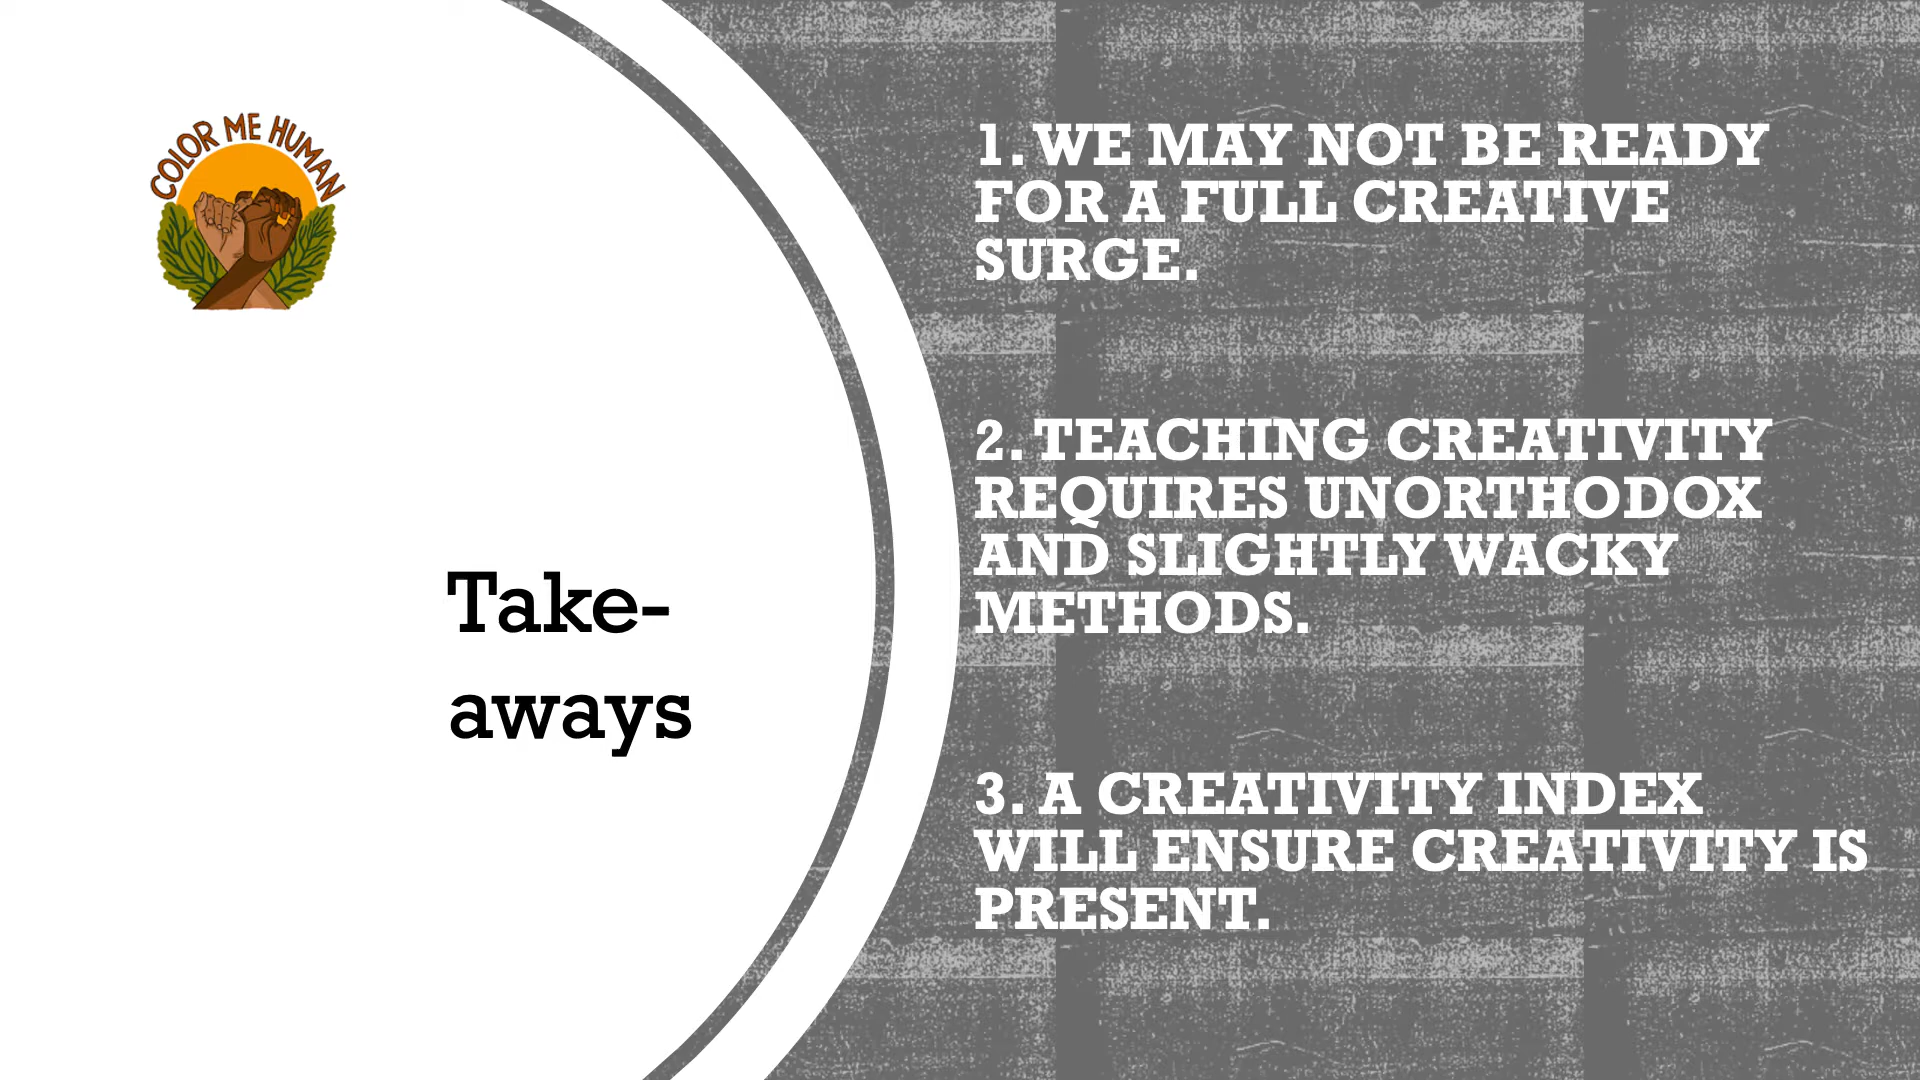 COLOR ME HUMAN
Take-
aways
1. WE MAY NOT BE READY
FOR A FULL CREATIVE
SURGE.
2. TEACHING CREATIVITY
REQUIRES UNORTHODOX
AND SLIGHTLY WACKY
METHODS.
3. A CREATIVITY INDEX
WILL ENSURE CREATIVITY IS
PRESENT.